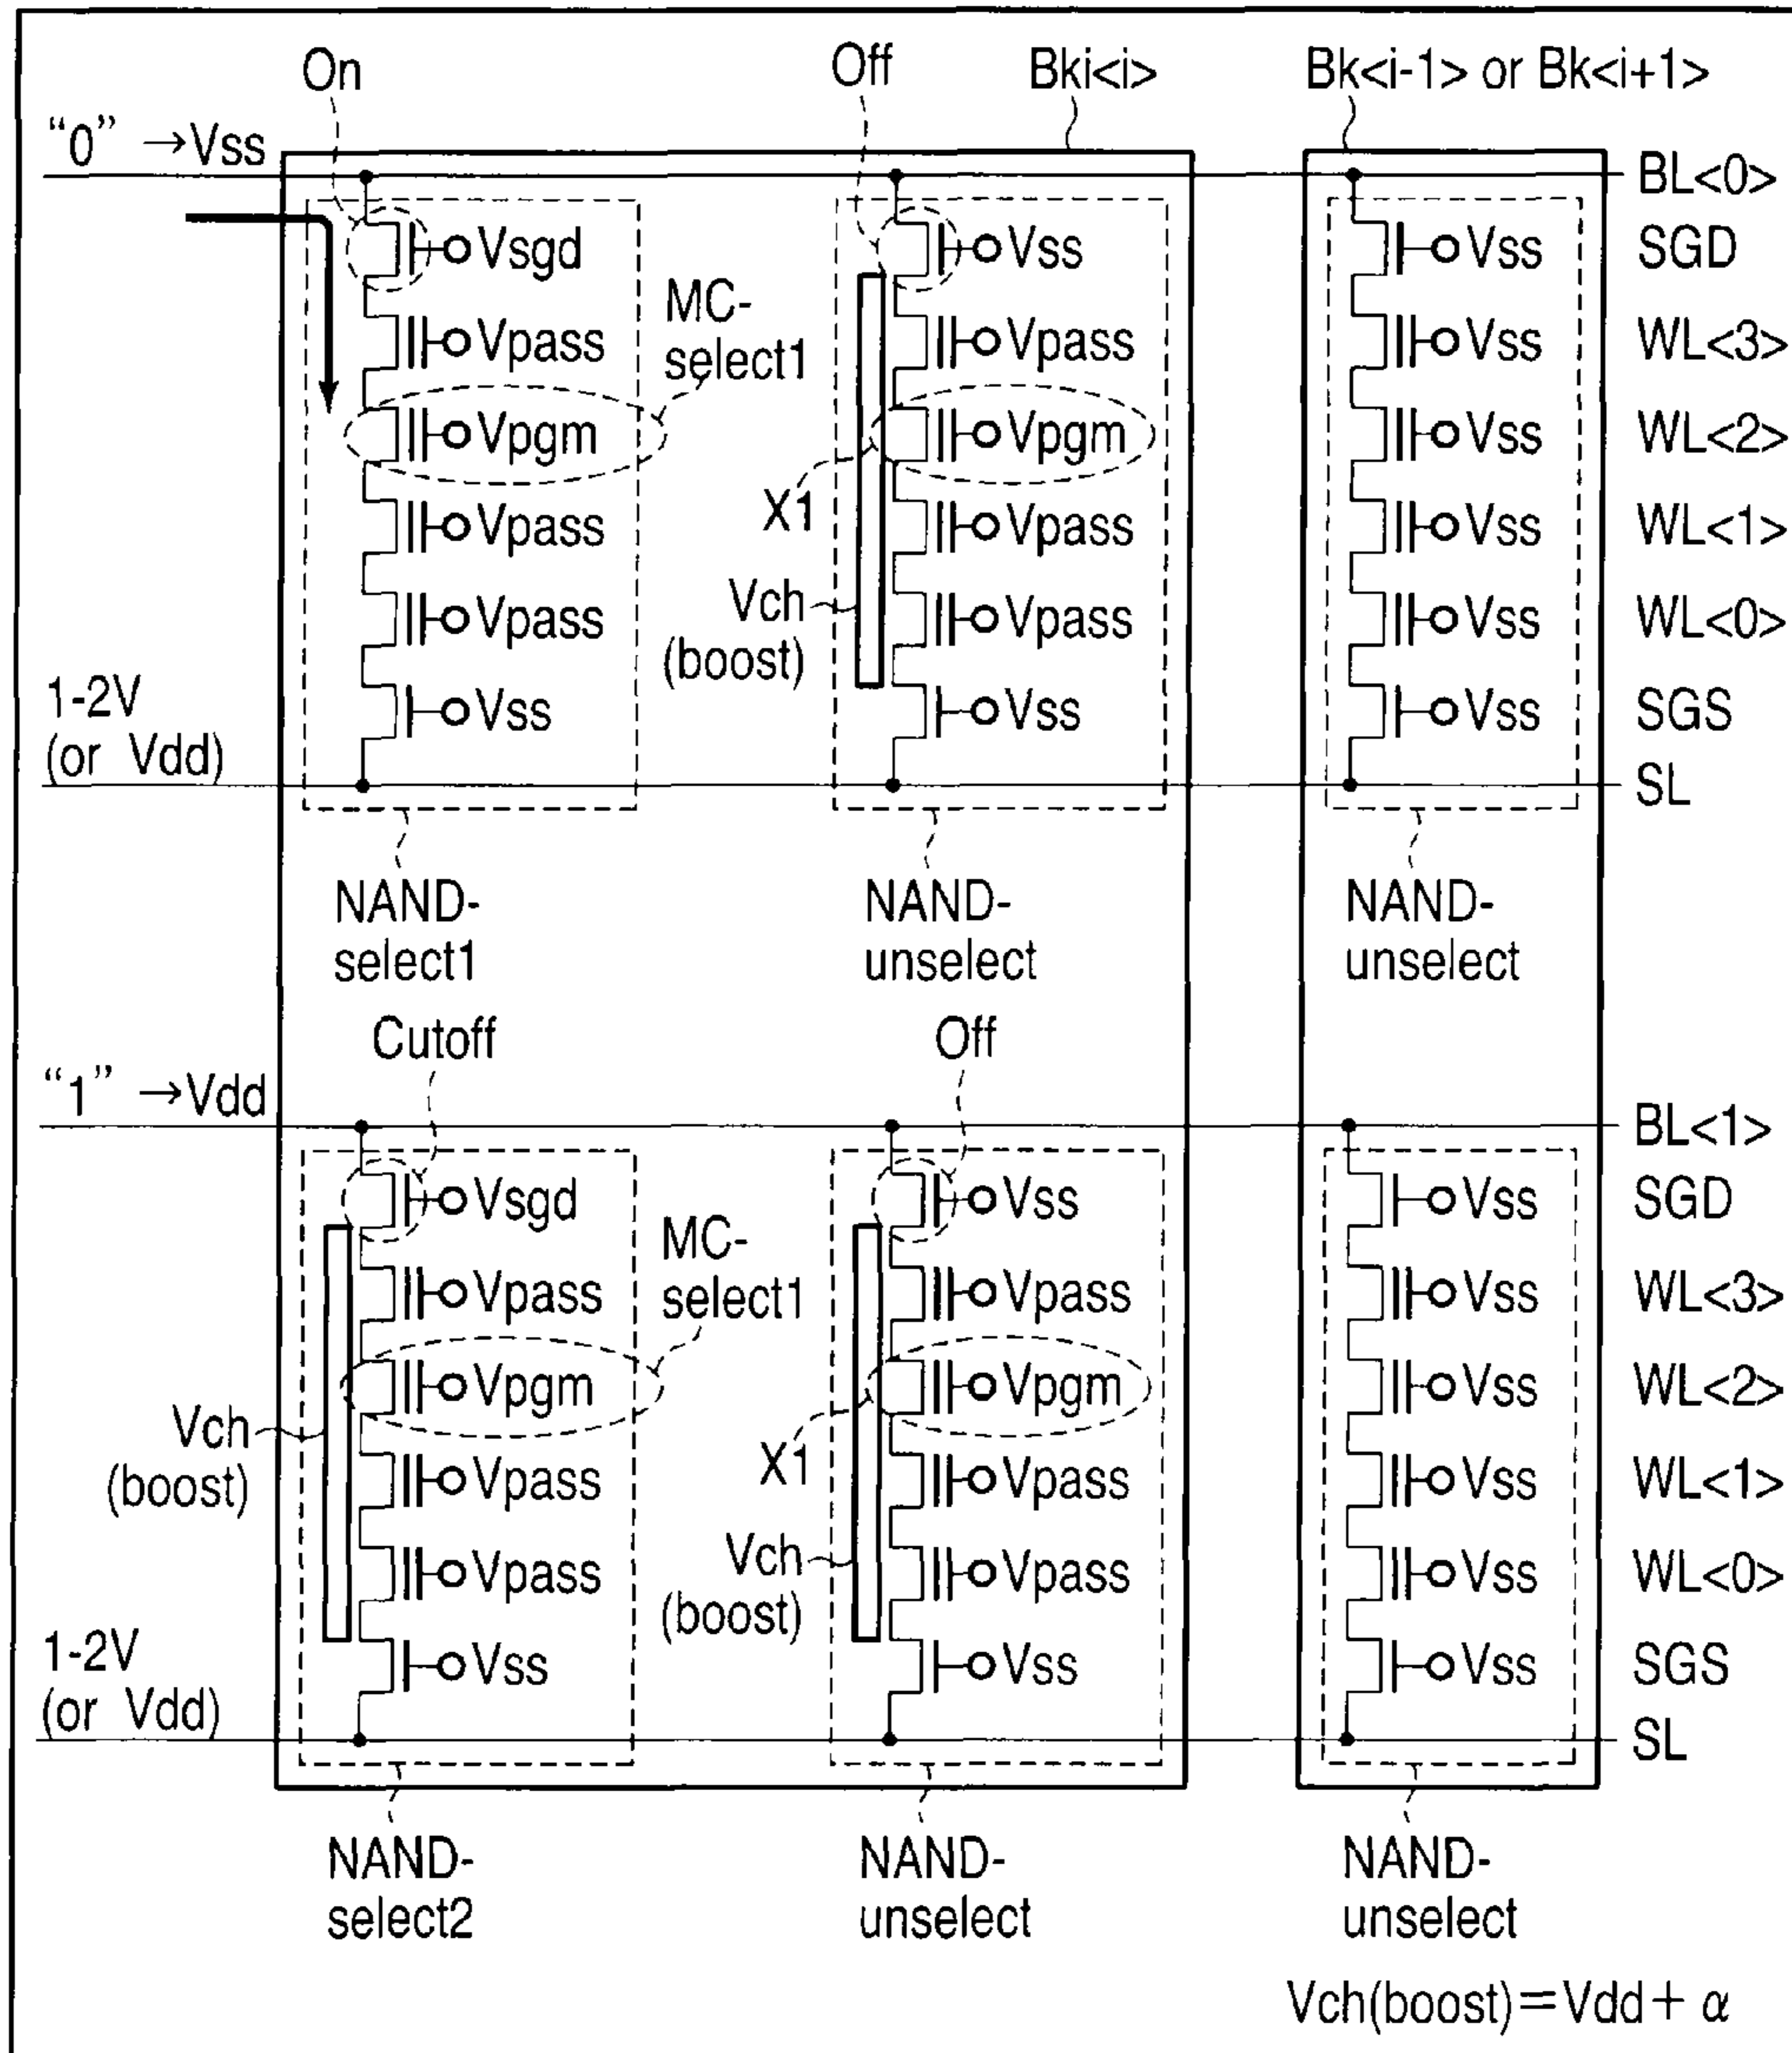 On Off Bki<i> Bk<i-1> or Bk<i+1>
“0” →Vss BL<0>
Vsgd Vss Vss SGD
MC-
select1
Vpass Vpass Vss WL<3>
Vpgm Vpgm Vss WL<2>
X1
Vpass Vpass Vss WL<1>
Vch
(boost)
Vpass Vpass Vss WL<0>
1-2V
(or Vdd)
Vss Vss Vss SGS
SL
NAND-
select1
NAND-
unselect
NAND-
unselect
Cutoff Off
“1” →Vdd BL<1>
Vsgd Vss Vss SGD
MC-
select1
Vpass Vpass Vss WL<3>
Vpgm Vpgm Vss WL<2>
Vch
(boost)
X1
Vpass Vpass Vss WL<1>
Vch
(boost)
Vpass Vpass Vss WL<0>
1-2V
(or Vdd)
Vss Vss Vss SGS
SL
NAND-
select2
NAND-
unselect
NAND-
unselect
Vch(boost)=Vdd+ α